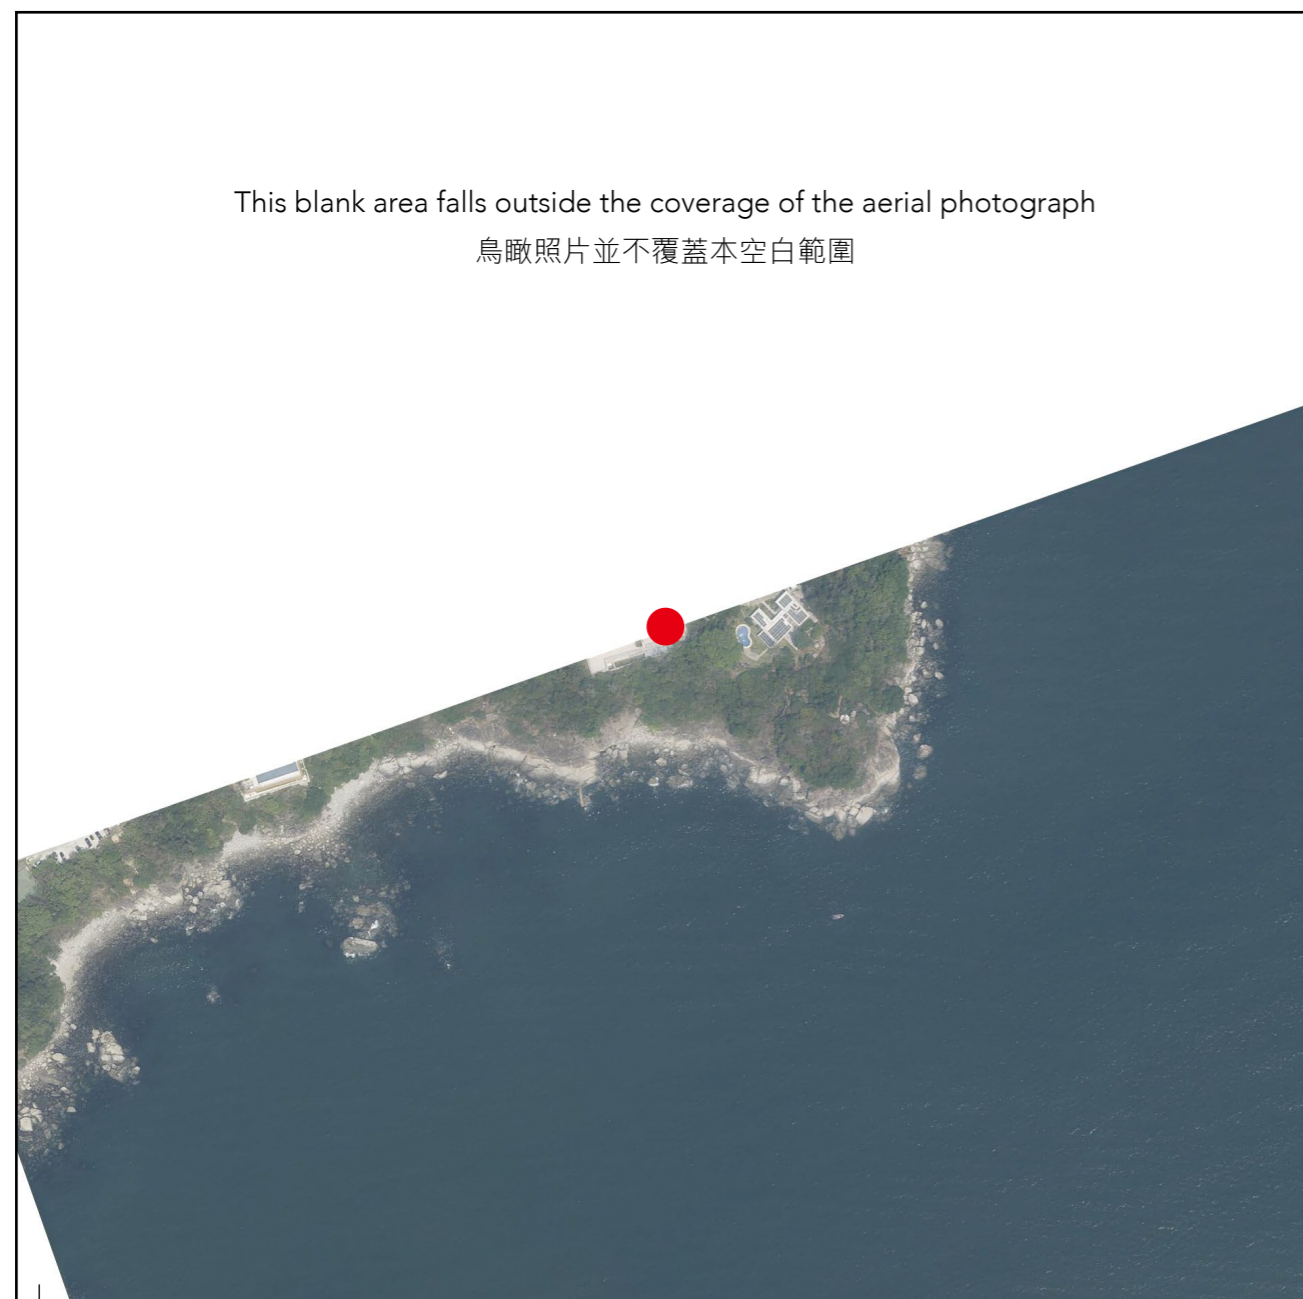 This blank area falls outside the coverage of the aerial photograph
鳥瞰照片並不覆蓋本空白範圍